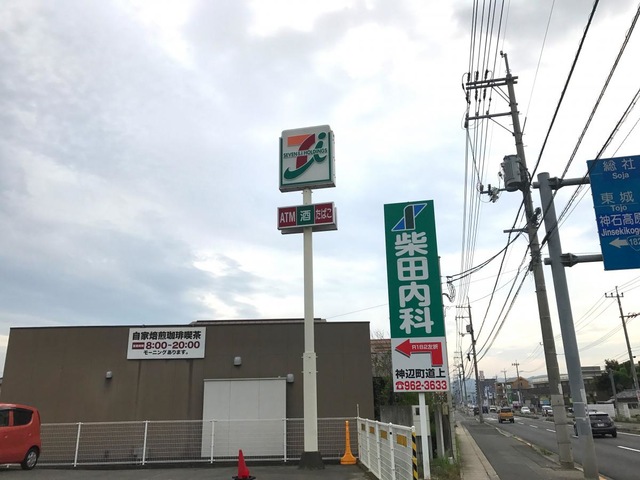 SEVEN & i HOLDINGS
ATM 酒 たばこ
自家焙煎珈琲喫茶
8:00~20:00
モーニングあります。
柴田内科
R182左折
神辺町道上
☎962-3633
総社
Soja
東城
Tojo
神石高原
Jinsekikoge
182